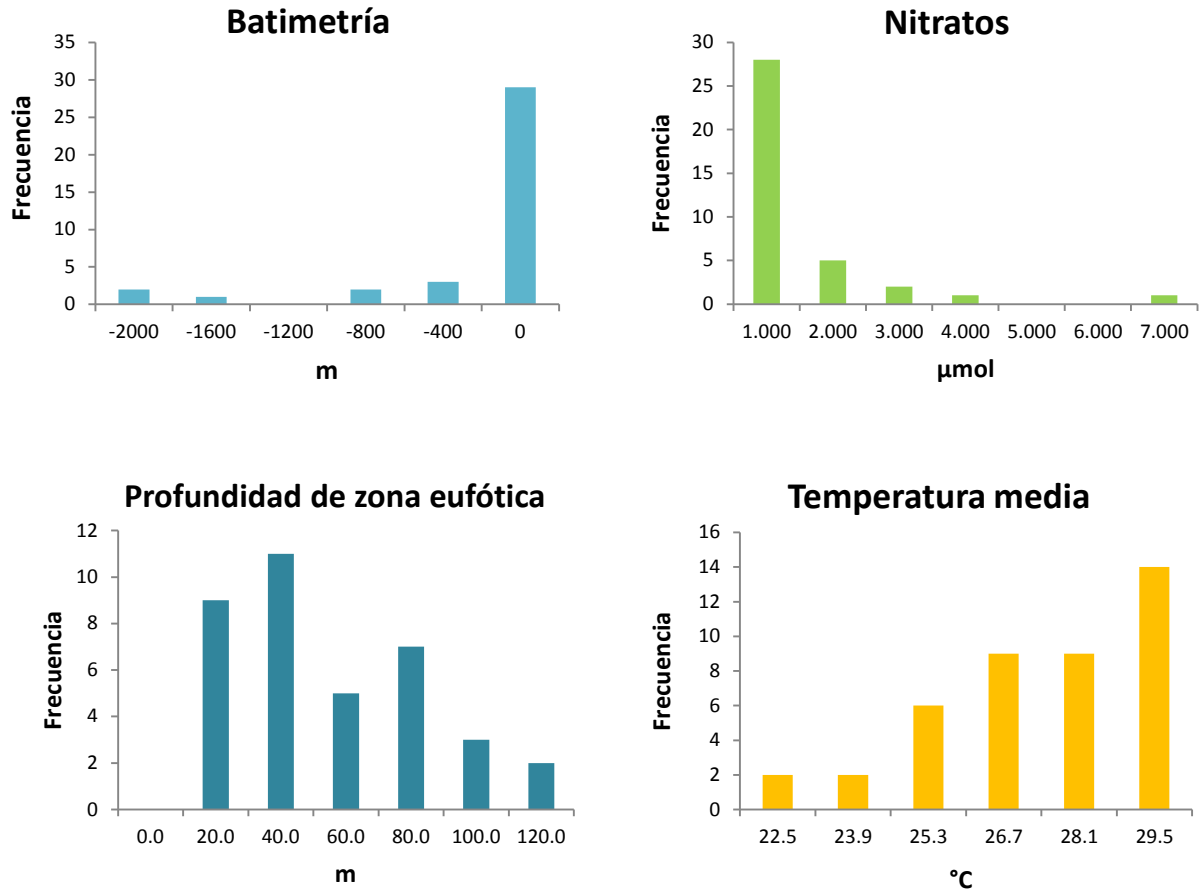 Batimetría
35
30
25
20
15
10
5
0
Frecuencia
-2000 -1600 -1200 -800 -400 0
m
Nitratos
30
25
20
15
10
5
0
Frecuencia
1.000 2.000 3.000 4.000 5.000 6.000 7.000
µmol
Profundidad de zona eufótica
12
10
8
6
4
2
0
Frecuencia
0.0 20.0 40.0 60.0 80.0 100.0 120.0
m
Temperatura media
16
14
12
10
8
6
4
2
0
Frecuencia
22.5 23.9 25.3 26.7 28.1 29.5
°C